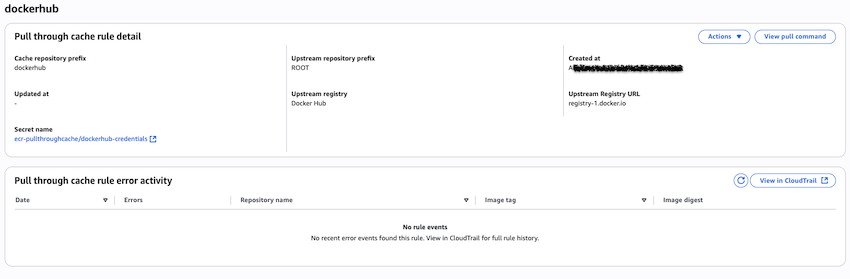 dockerhub
Pull through cache rule detail
Actions
View pull command
Cache repository prefix
dockerhub
Upstream repository prefix
ROOT
Created at
Updated at
-
Upstream registry
Docker Hub
Upstream Registry URL
registry-1.docker.io
Secret name
ecr-pullthroughcache/dockerhub-credentials
Pull through cache rule error activity
View in CloudTrail
Date Errors Repository name Image tag Image digest
No rule events
No recent error events found this rule. View in CloudTrail for full rule history.